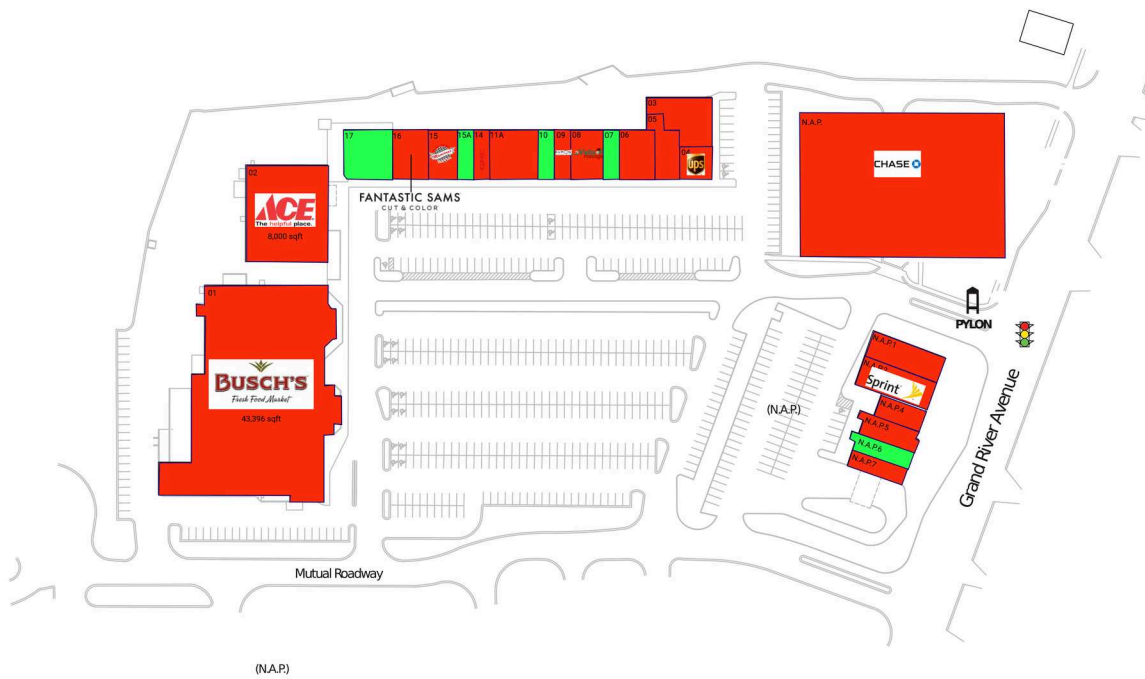 N.A.P.
CHASE
03
05
04
ups
17
16
15
15A
14
11A
10
09
08
07
06
FANTASTIC SAMS
CUT & COLOR
02
ACE
The helpful place.
8,000 sqft
01
BUSCH'S
Fresh Food Market
43,396 sqft
PYLON
N.A.P.1
Sprint
N.A.P.4
N.A.P.5
N.A.P.6
N.A.P.7
(N.A.P.)
Grand River Avenue
Mutual Roadway
(N.A.P.)